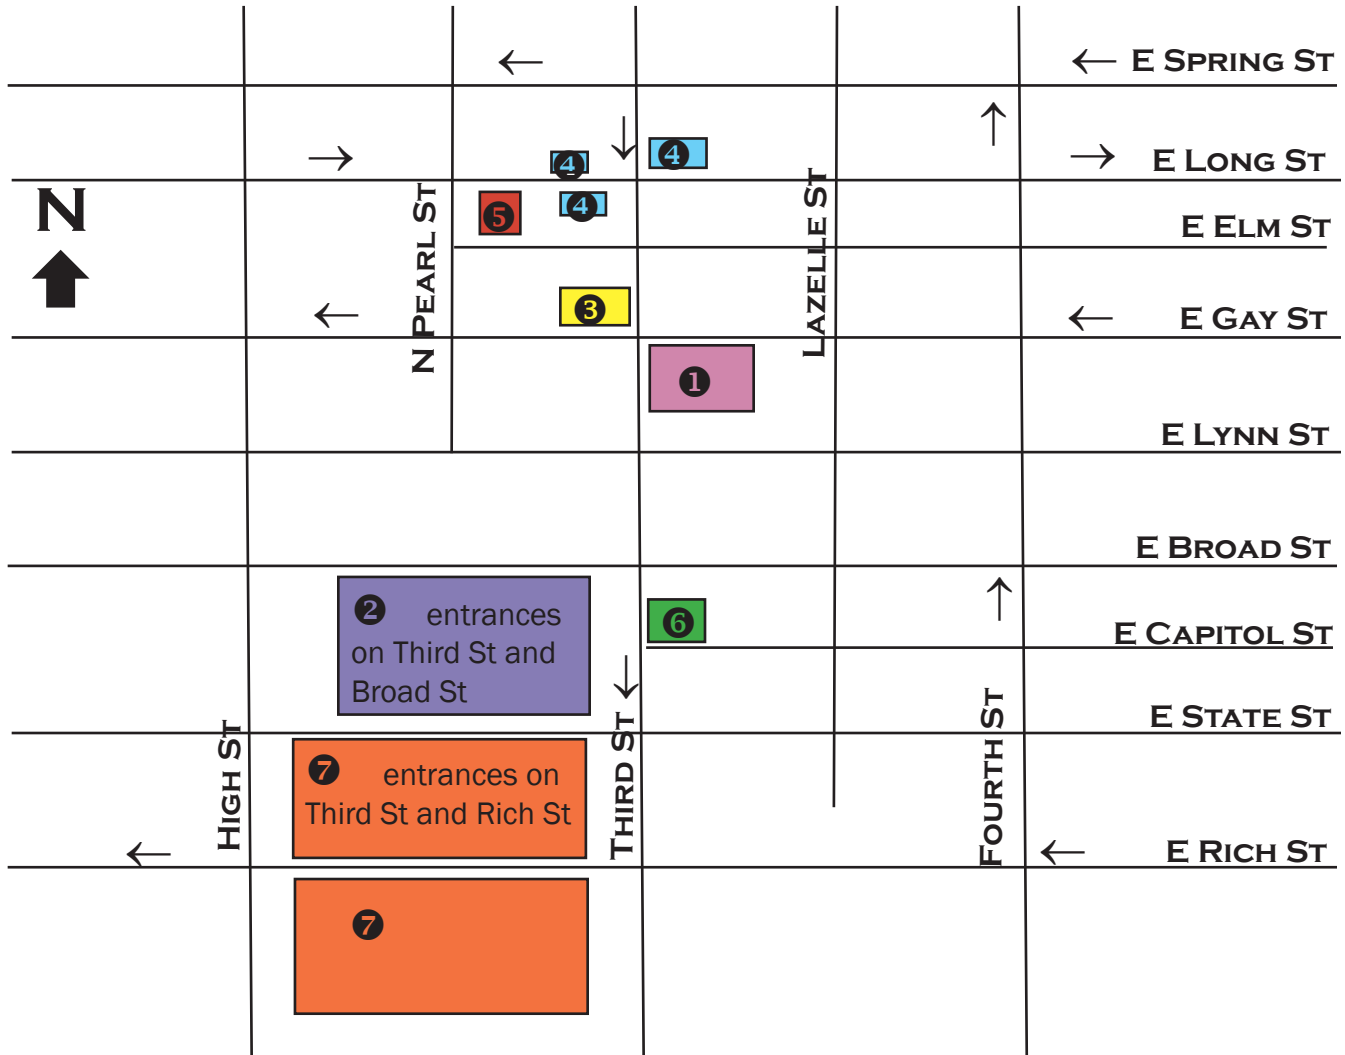 E SPRING ST
4
4
E LONG ST
N
5
4
E ELM ST
N PEARL ST
LAZELLE ST
3
E GAY ST
1
E LYNN ST
E BROAD ST
2 entrances
on Third St and
Broad St
6
E CAPITOL ST
E STATE ST
HIGH ST
THIRD ST
FOURTH ST
7 entrances on
Third St and Rich St
E RICH ST
7